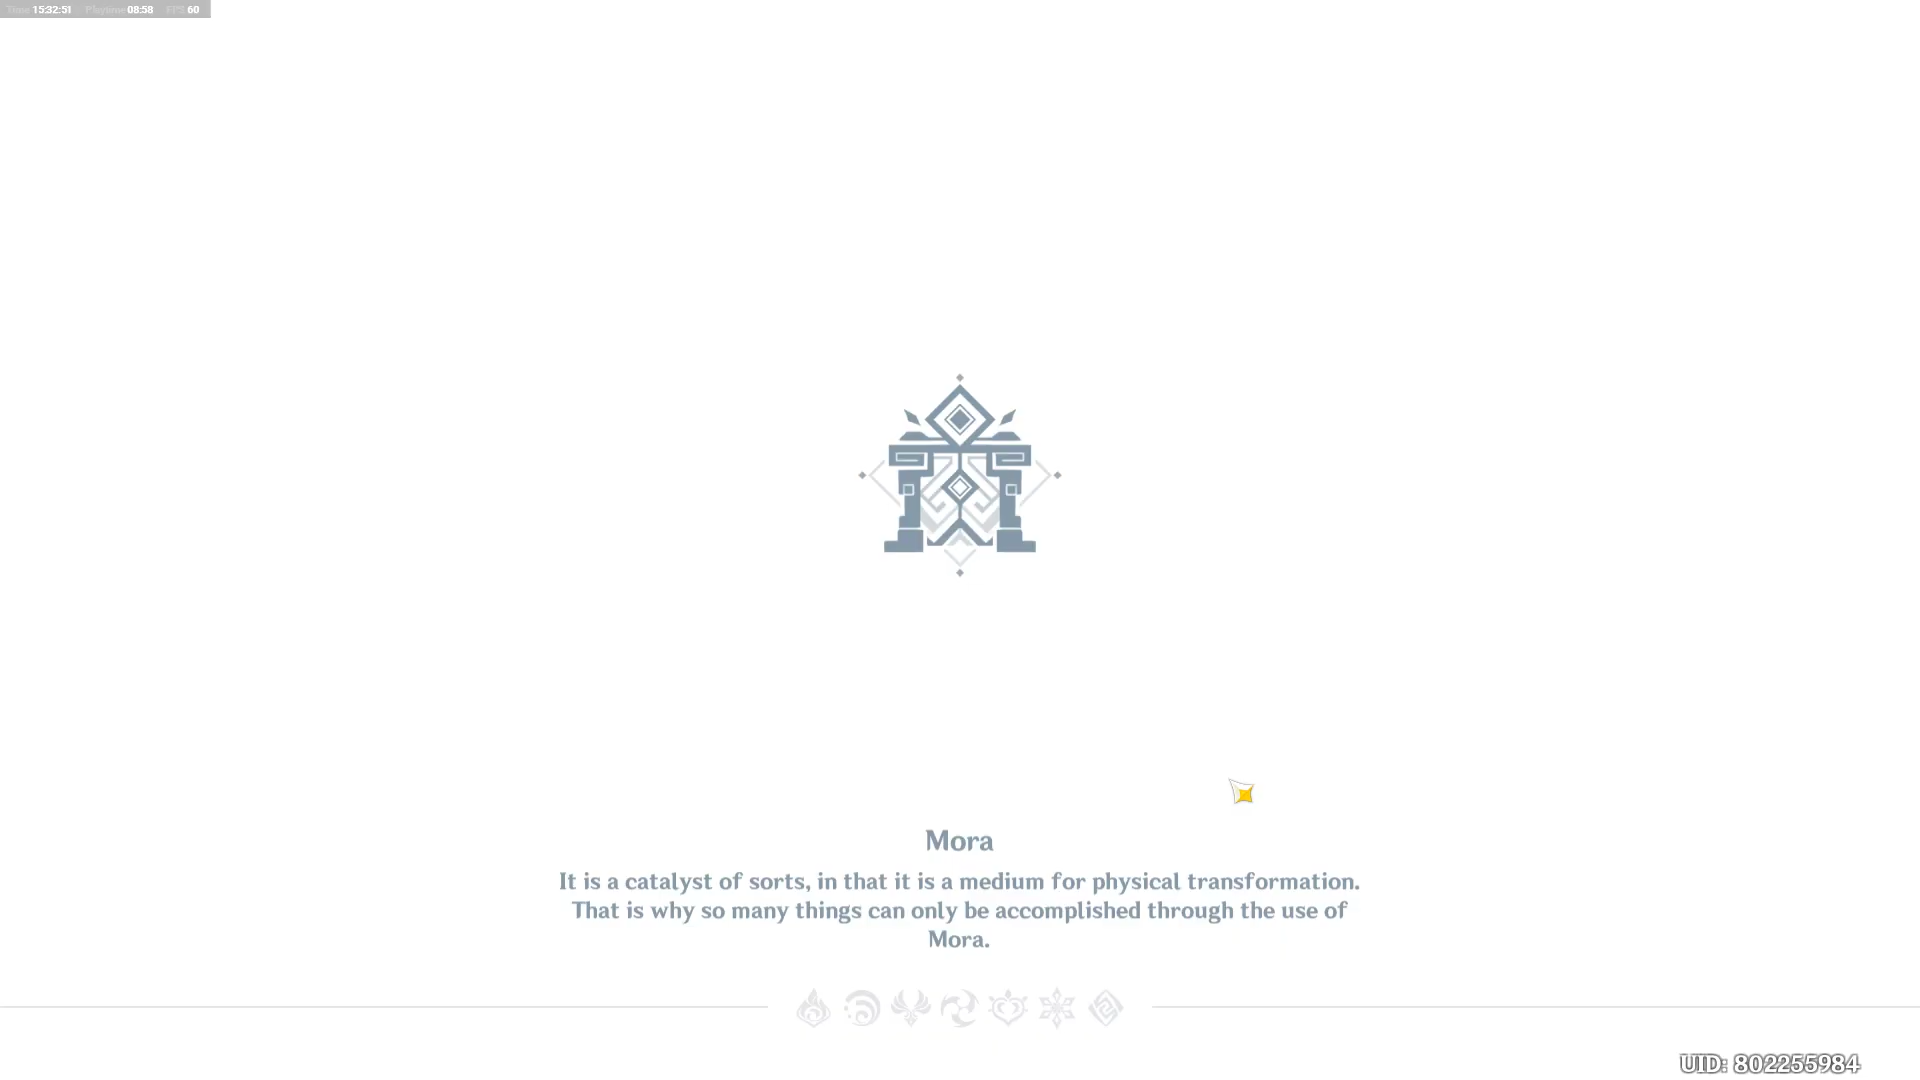 Time 15:32:51 Playtime 08:58 FPS 60
Mora
It is a catalyst of sorts, in that it is a medium for physical transformation.
That is why so many things can only be accomplished through the use of
Mora.
UID: 802255984